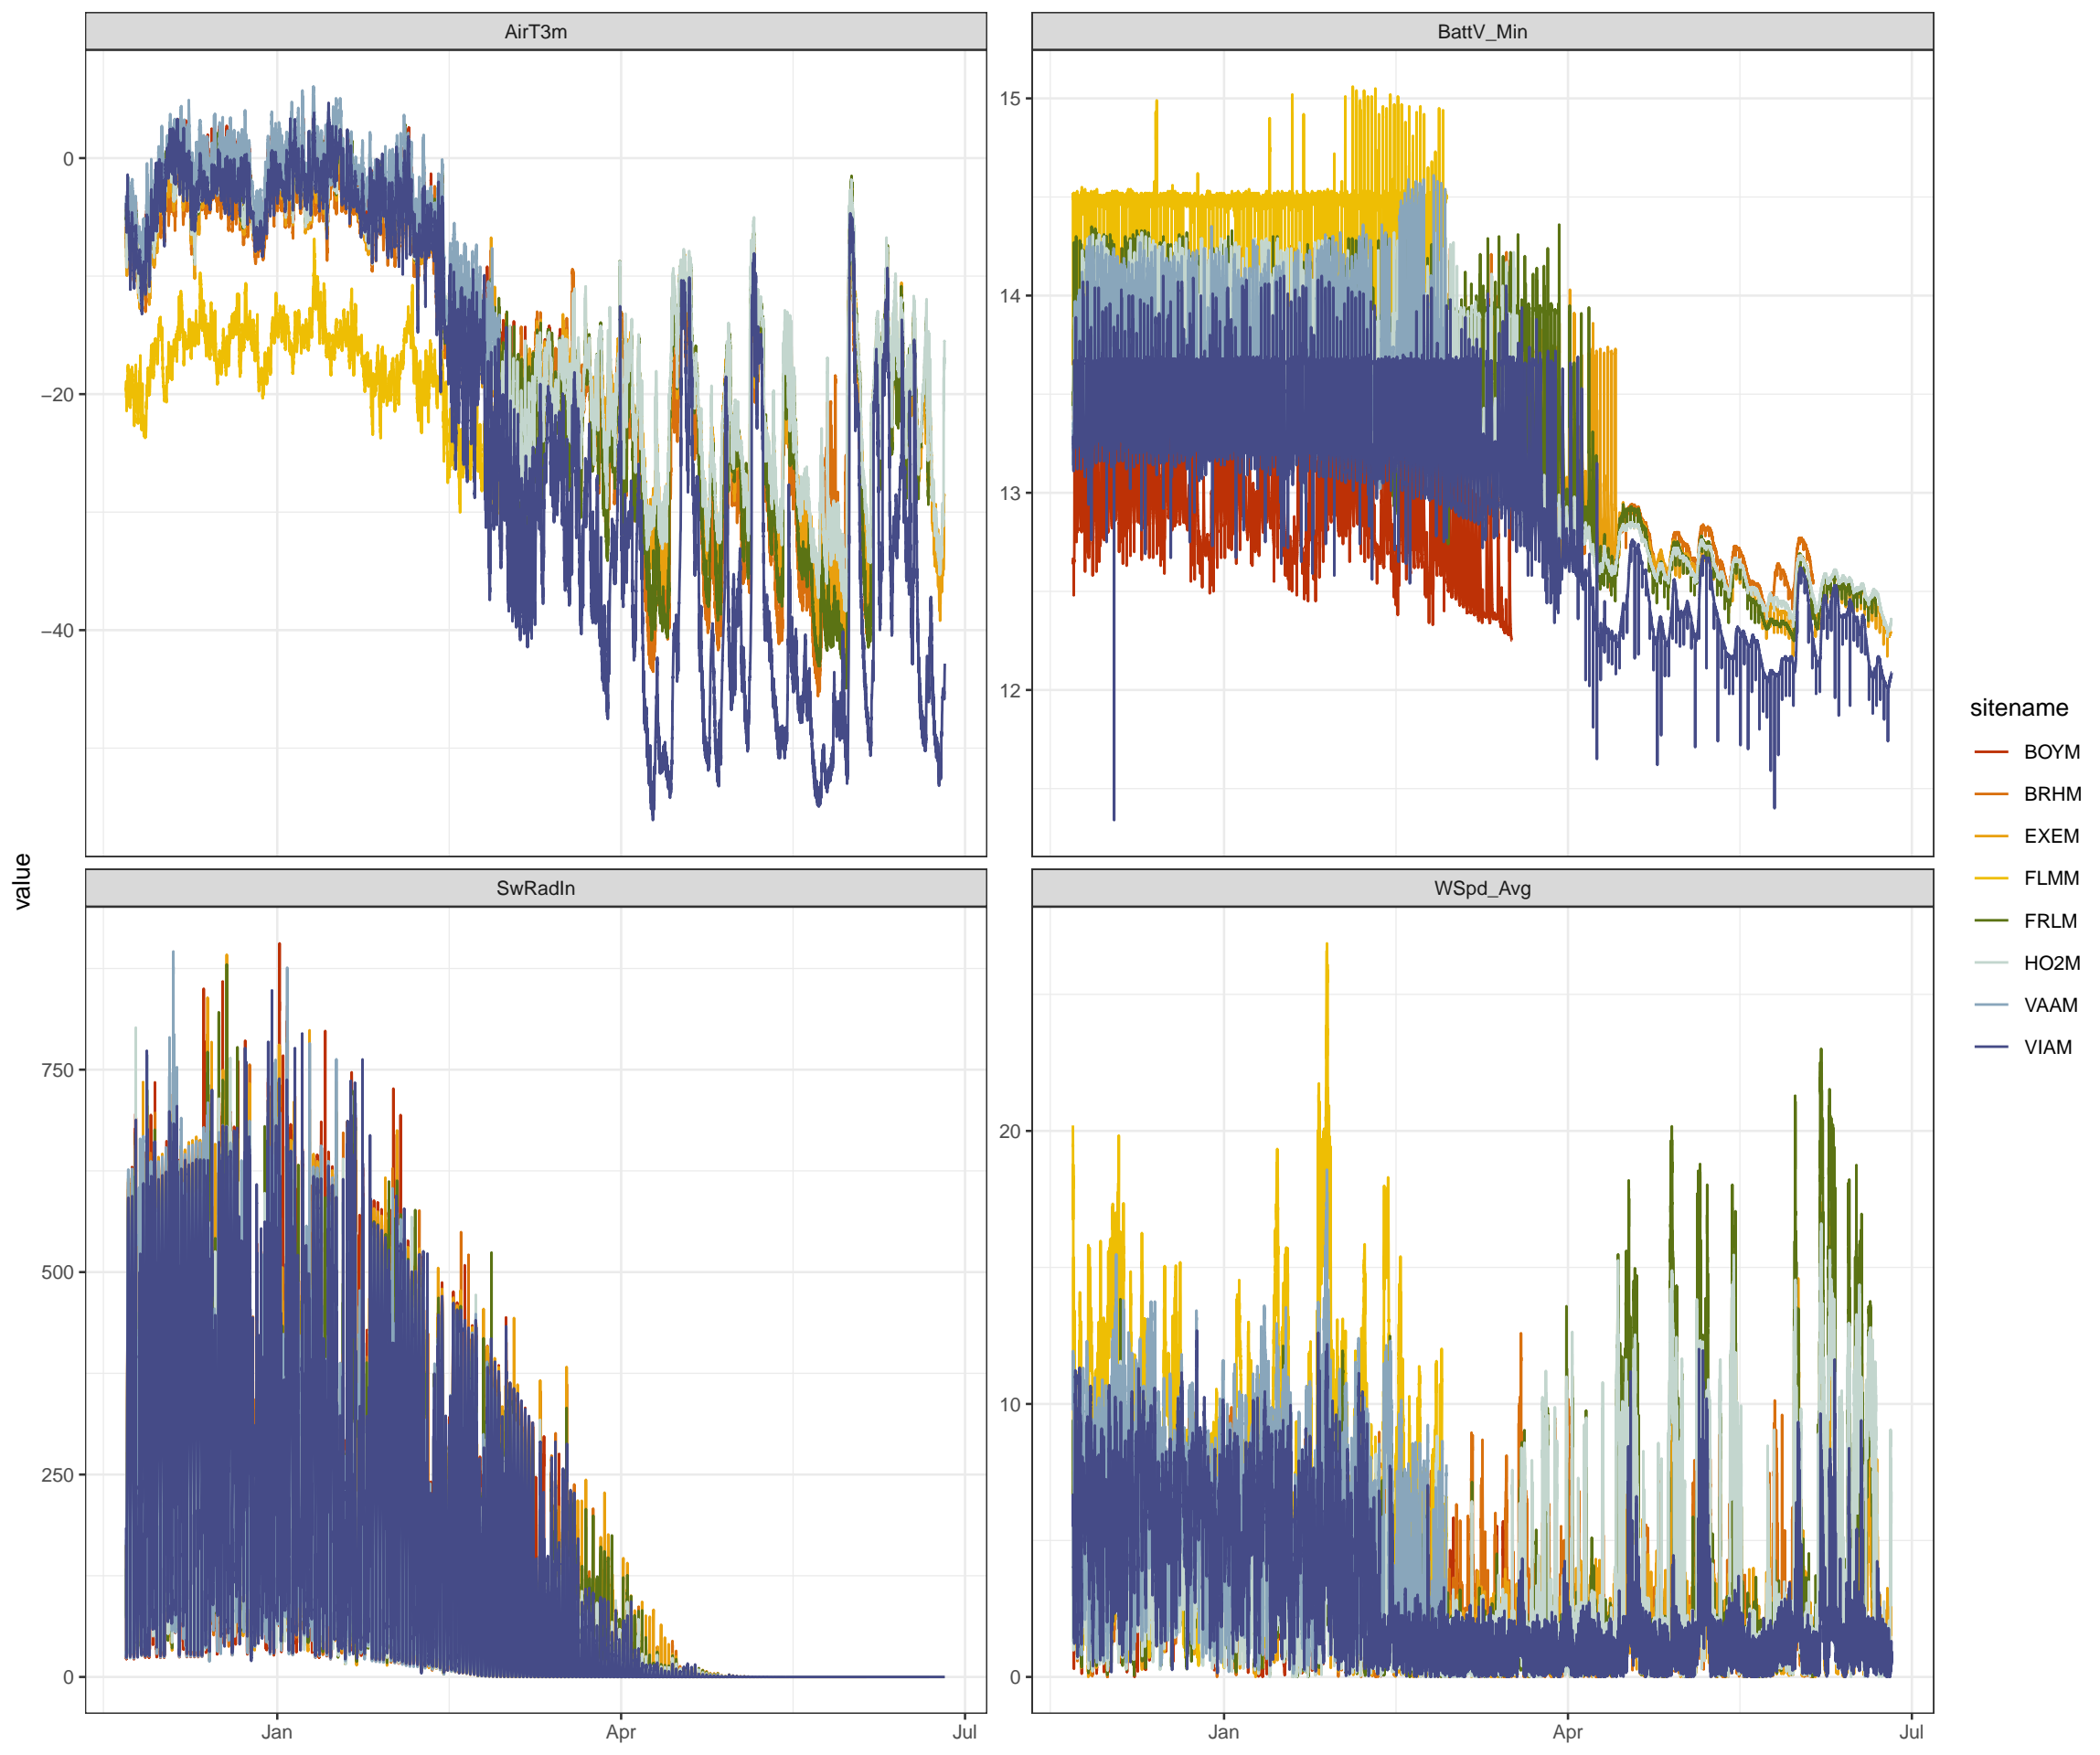 AirT3m
BattV_Min
0
−20
−40
15
14
13
12
value
SwRadIn
WSpd_Avg
750
500
250
0
20
10
0
Jan
Apr
Jul
Jan
Apr
Jul
sitename
BOYM
BRHM
EXEM
FLMM
FRLM
HO2M
VAAM
VIAM